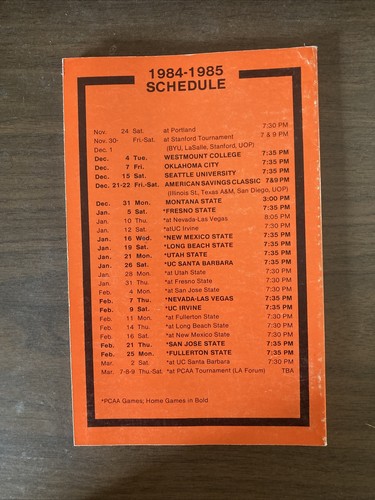 1984-1985
SCHEDULE
Nov. 24 Sat. at Portland 7:30 PM
Nov. 30- Fri.-Sat. at Stanford Tournament 7 & 9 PM
Dec. 1 (BYU, LaSalle, Stanford, UOP)
Dec. 4 Tue. WESTMOUNT COLLEGE 7:35 PM
Dec. 7 Fri. OKLAHOMA CITY 7:35 PM
Dec. 15 Sat. SEATTLE UNIVERSITY 7:35 PM
Dec. 21-22 Fri.-Sat. AMERICAN SAVINGS CLASSIC 7&9 PM
(Illinois St., Texas A&M, San Diego, UOP)
Dec. 31 Mon. MONTANA STATE 3:00 PM
Jan. 5 Sat. *FRESNO STATE 7:35 PM
Jan. 10 Thu. *at Nevada-Las Vegas 8:05 PM
Jan. 12 Sat. *at UC Irvine 7:30 PM
Jan. 16 Wed. *NEW MEXICO STATE 7:35 PM
Jan. 19 Sat. *LONG BEACH STATE 7:35 PM
Jan. 21 Mon. *UTAH STATE 7:35 PM
Jan. 26 Sat. *UC SANTA BARBARA 7:35 PM
Jan. 28 Mon. *at Utah State 7:30 PM
Jan. 31 Thu. *at Fresno State 7:30 PM
Feb. 4 Mon. *at San Jose State 7:30 PM
Feb. 7 Thu. *NEVADA-LAS VEGAS 7:35 PM
Feb. 9 Sat. *UC IRVINE 7:35 PM
Feb. 11 Mon. *at Fullerton State 7:30 PM
Feb. 14 Thu. *at Long Beach State 7:30 PM
Feb. 16 Sat. *at New Mexico State 7:30 PM
Feb. 21 Thu. *SAN JOSE STATE 7:35 PM
Feb. 25 Mon. *FULLERTON STATE 7:35 PM
Mar. 2 Sat. *at UC Santa Barbara 7:30 PM
Mar. 7-8-9 Thu-Sat. *at PCAA Tournament (LA Forum) TBA
*PCAA Games; Home Games in Bold